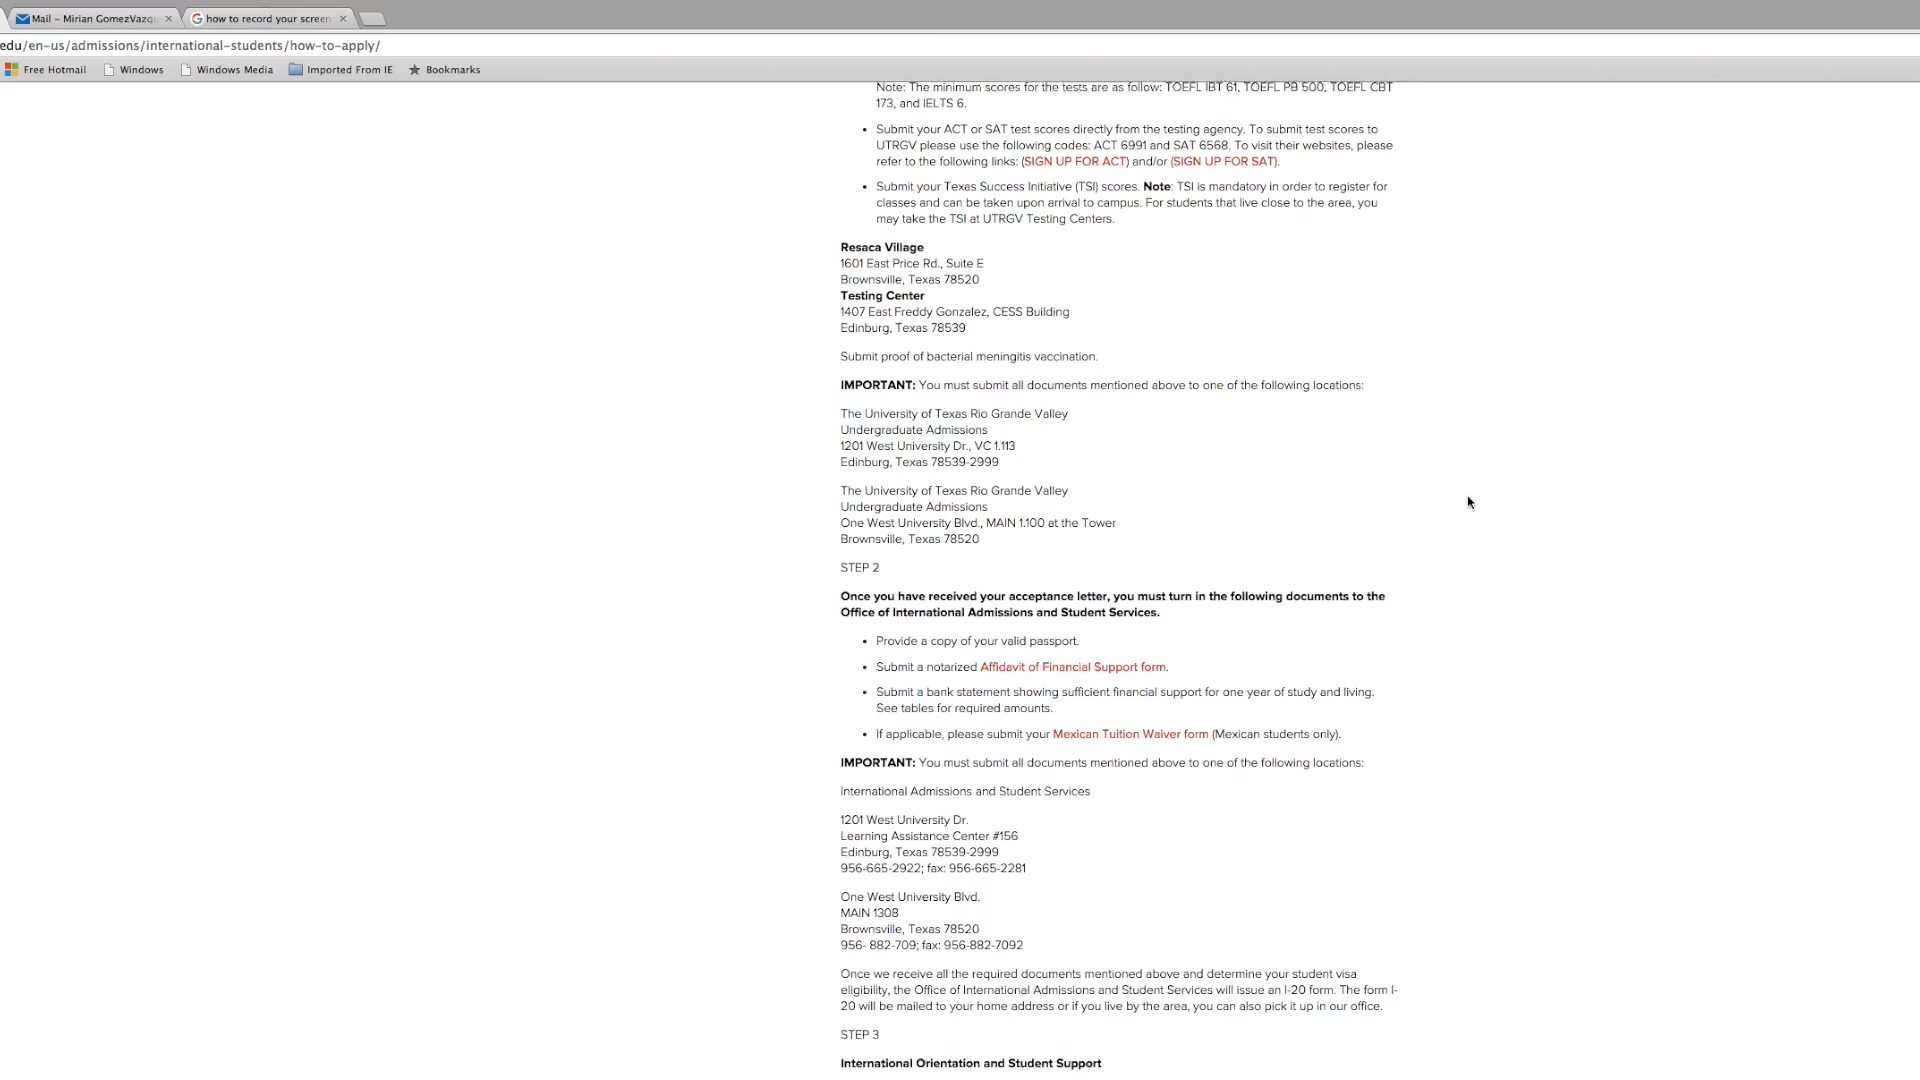 Mail – Mirian GomezVazqu
how to record your screen
edu/en-us/admissions/international-students/how-to-apply/
Free Hotmail
Windows
Windows Media
Imported From IE
Bookmarks
Note: The minimum scores for the tests are as follow: TOEFL IBT 61, TOEFL PB 500, TOEFL CBT
173, and IELTS 6.
• Submit your ACT or SAT test scores directly from the testing agency. To submit test scores to
UTRGV please use the following codes: ACT 6991 and SAT 6568. To visit their websites, please
refer to the following links: (SIGN UP FOR ACT) and/or (SIGN UP FOR SAT).
• Submit your Texas Success Initiative (TSI) scores. Note: TSI is mandatory in order to register for
classes and can be taken upon arrival to campus. For students that live close to the area, you
may take the TSI at UTRGV Testing Centers.
Resaca Village
1601 East Price Rd., Suite E
Brownsville, Texas 78520
Testing Center
1407 East Freddy Gonzalez, CESS Building
Edinburg, Texas 78539
Submit proof of bacterial meningitis vaccination.
IMPORTANT: You must submit all documents mentioned above to one of the following locations:
The University of Texas Rio Grande Valley
Undergraduate Admissions
1201 West University Dr., VC 1.113
Edinburg, Texas 78539-2999
The University of Texas Rio Grande Valley
Undergraduate Admissions
One West University Blvd., MAIN 1.100 at the Tower
Brownsville, Texas 78520
STEP 2
Once you have received your acceptance letter, you must turn in the following documents to the
Office of International Admissions and Student Services.
• Provide a copy of your valid passport.
• Submit a notarized Affidavit of Financial Support form.
• Submit a bank statement showing sufficient financial support for one year of study and living.
See tables for required amounts.
• If applicable, please submit your Mexican Tuition Waiver form (Mexican students only).
IMPORTANT: You must submit all documents mentioned above to one of the following locations:
International Admissions and Student Services
1201 West University Dr.
Learning Assistance Center #156
Edinburg, Texas 78539-2999
956-665-2922; fax: 956-665-2281
One West University Blvd.
MAIN 1308
Brownsville, Texas 78520
956- 882-709; fax: 956-882-7092
Once we receive all the required documents mentioned above and determine your student visa
eligibility, the Office of International Admissions and Student Services will issue an I-20 form. The form I-
20 will be mailed to your home address or if you live by the area, you can also pick it up in our office.
STEP 3
International Orientation and Student Support